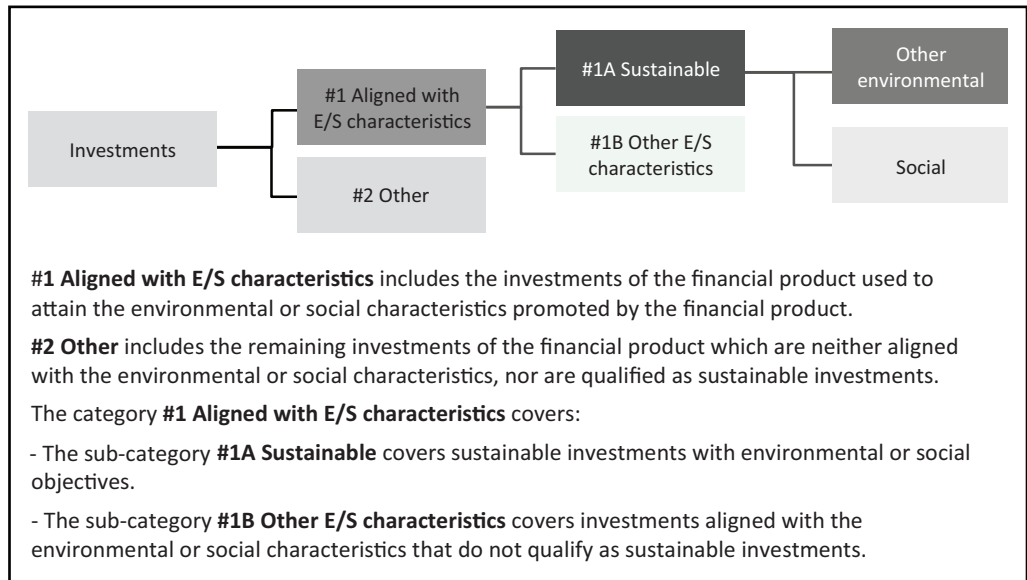 Investments
#1 Aligned with
E/S characteristics
#2 Other
#1A Sustainable
#1B Other E/S
characteristics
Other
environmental
Social
#1 Aligned with E/S characteristics includes the investments of the financial product used to
attain the environmental or social characteristics promoted by the financial product.
#2 Other includes the remaining investments of the financial product which are neither aligned
with the environmental or social characteristics, nor are qualified as sustainable investments.
The category #1 Aligned with E/S characteristics covers:
- The sub-category #1A Sustainable covers sustainable investments with environmental or social
objectives.
- The sub-category #1B Other E/S characteristics covers investments aligned with the
environmental or social characteristics that do not qualify as sustainable investments.